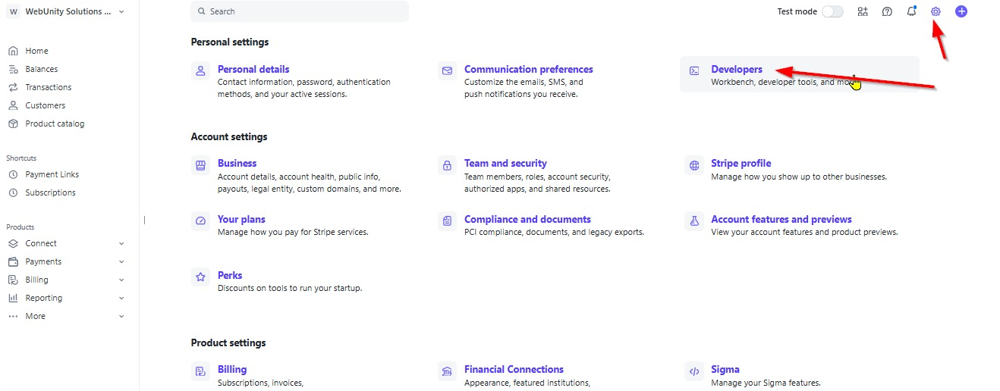 W WebUnity Solutions ...
Search
Test mode
Home
Balances
Transactions
Customers
Product catalog
Shortcuts
Payment Links
Subscriptions
Products
Connect
Payments
Billing
Reporting
More
Personal settings
Personal details
Contact information, password, authentication
methods, and your active sessions.
Communication preferences
Customize the emails, SMS, and
push notifications you receive.
Developers
Workbench, developer tools, and more.
Account settings
Business
Account details, account health, public info,
payouts, legal entity, custom domains, and more.
Team and security
Team members, roles, account security,
authorized apps, and shared resources.
Stripe profile
Manage how you show up to other businesses.
Your plans
Manage how you pay for Stripe services.
Compliance and documents
PCI compliance, documents, and legacy exports.
Account features and previews
View your account features and product previews.
Perks
Discounts on tools to run your startup.
Product settings
Billing
Subscriptions, invoices,
Financial Connections
Appearance, featured institutions,
Sigma
Manage your Sigma features.